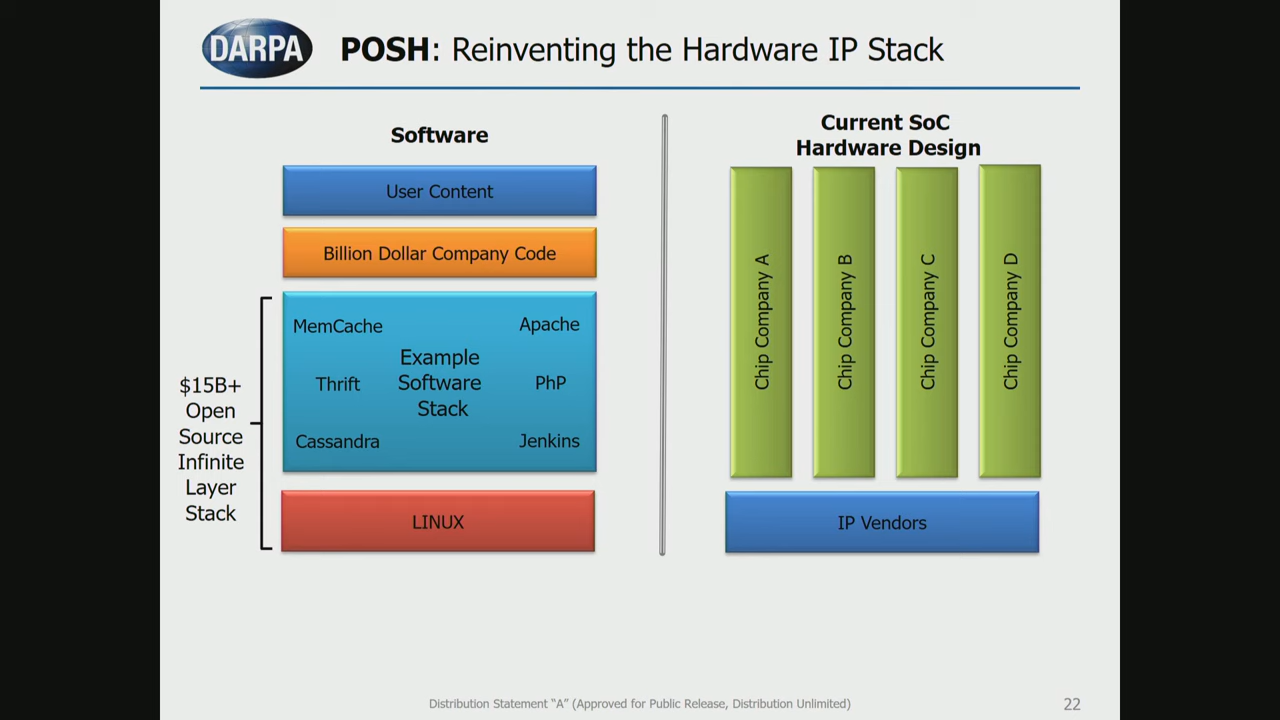 DARPA
POSH: Reinventing the Hardware IP Stack
Software
User Content
Billion Dollar Company Code
MemCache
Apache
Example
Software
Stack
Thrift
PhP
Cassandra
Jenkins
LINUX
$15B+
Open
Source
Infinite
Layer
Stack
Current SoC
Hardware Design
Chip Company A
Chip Company B
Chip Company C
Chip Company D
IP Vendors
Distribution Statement “A” (Approved for Public Release, Distribution Unlimited)
22